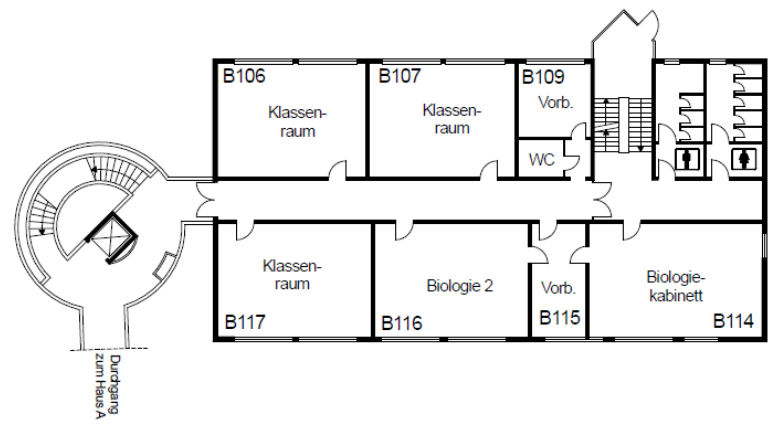 B106
Klassen-
raum
B107
Klassen-
raum
B109
Vorb.
WC
Klassen-
raum
B117
Biologie 2
B116
Vorb.
B115
Biologie-
kabinett
B114
Durchgang
zum Haus A